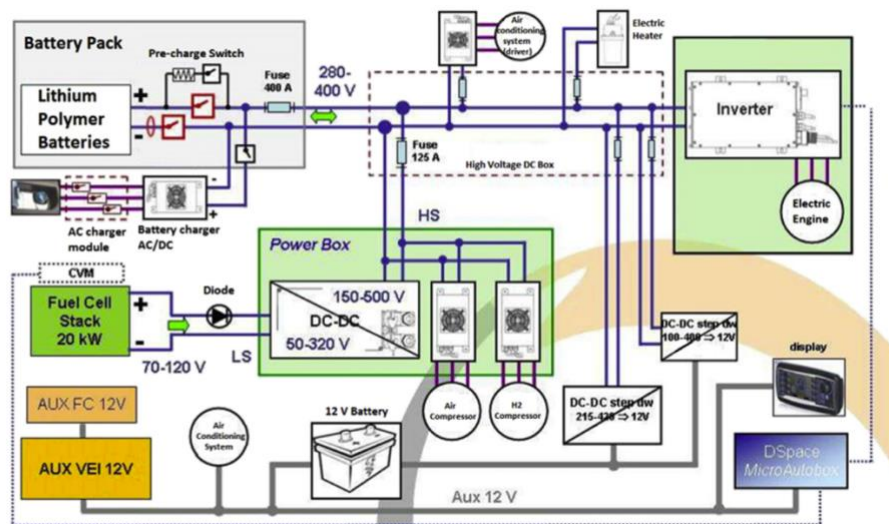 Battery Pack
Pre-charge Switch
Fuse
400 A
280-
400 V
Lithium
Polymer
Batteries
+
-
Air
conditioning
system
(driver)
Electric
Heater
Inverter
Fuse
125 A
High Voltage DC Box
Electric
Engine
-
+
AC charger
module
Battery charger
AC/DC
HS
Power Box
CVM
Fuel Cell
Stack
20 kW
+
-
Diode
70-120 V
LS
150-500 V
DC-DC
50-320 V
Air
Compressor
H2
Compressor
DC-DC step dw
100-400 ⇒ 12V
DC-DC step dw
215-420 ⇒ 12V
display
AUX FC 12V
AUX VEI 12V
Air
Conditioning
System
12 V Battery
DSpace
MicroAutobox
Aux 12 V